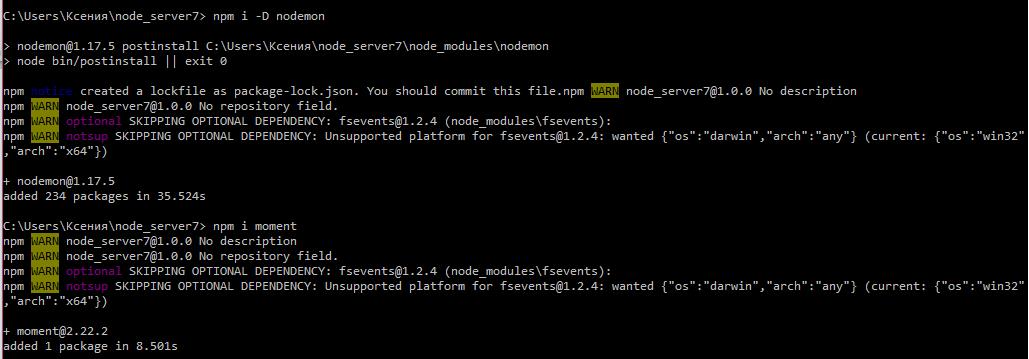 C:\Users\Ксения\node_server7> npm i -D nodemon
> nodemon@1.17.5 postinstall C:\Users\Ксения\node_server7\node_modules\nodemon
> node bin/postinstall || exit 0
npm notice created a lockfile as package-lock.json. You should commit this file.npm WARN node_server7@1.0.0 No description
npm WARN node_server7@1.0.0 No repository field.
npm WARN optional SKIPPING OPTIONAL DEPENDENCY: fsevents@1.2.4 (node_modules\fsevents):
npm WARN notsup SKIPPING OPTIONAL DEPENDENCY: Unsupported platform for fsevents@1.2.4: wanted {"os":"darwin","arch":"any"} (current: {"os":"win32"
,"arch":"x64"})
+ nodemon@1.17.5
added 234 packages in 35.524s
C:\Users\Ксения\node_server7> npm i moment
npm WARN node_server7@1.0.0 No description
npm WARN node_server7@1.0.0 No repository field.
npm WARN optional SKIPPING OPTIONAL DEPENDENCY: fsevents@1.2.4 (node_modules\fsevents):
npm WARN notsup SKIPPING OPTIONAL DEPENDENCY: Unsupported platform for fsevents@1.2.4: wanted {"os":"darwin","arch":"any"} (current: {"os":"win32"
,"arch":"x64"})
+ moment@2.22.2
added 1 package in 8.501s